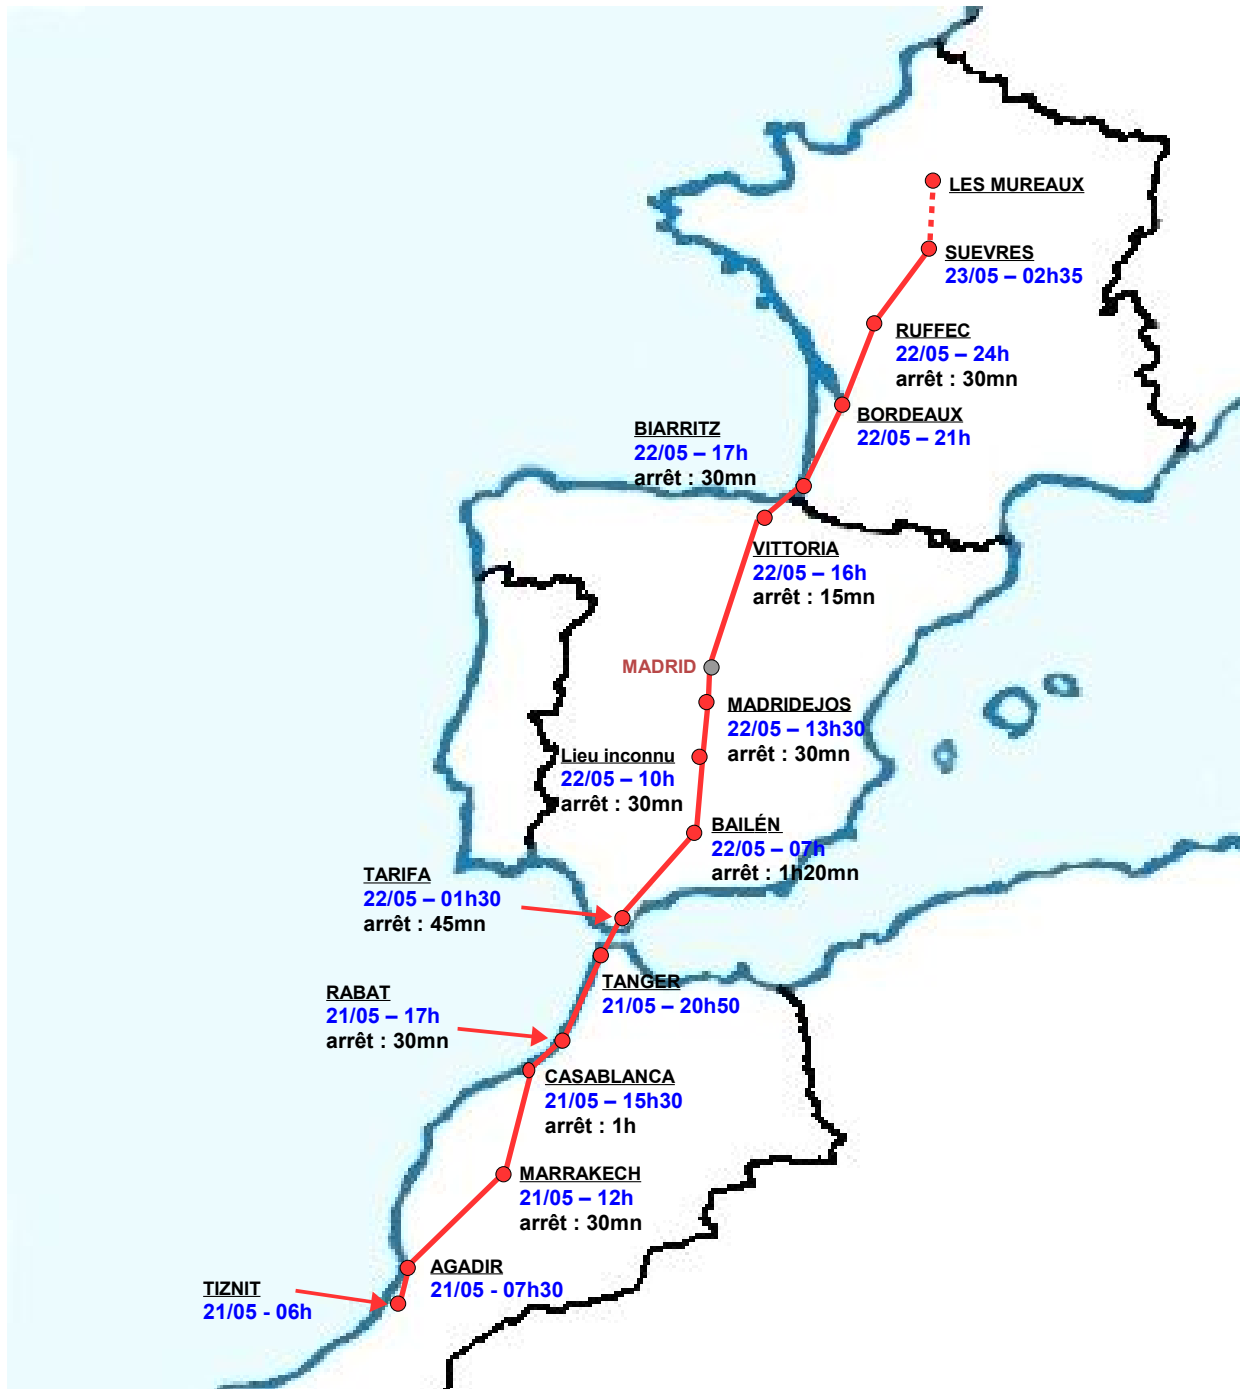 LES MUREAUX
SUEVRES
23/05 – 02h35
RUFFEC
22/05 – 24h
arrêt : 30mn
BORDEAUX
22/05 – 21h
BIARRITZ
22/05 – 17h
arrêt : 30mn
VITTORIA
22/05 – 16h
arrêt : 15mn
MADRID
MADRIDEJOS
22/05 – 13h30
arrêt : 30mn
Lieu inconnu
22/05 – 10h
arrêt : 30mn
BAILÉN
22/05 – 07h
arrêt : 1h20mn
TARIFA
22/05 – 01h30
arrêt : 45mn
TANGER
21/05 – 20h50
RABAT
21/05 – 17h
arrêt : 30mn
CASABLANCA
21/05 – 15h30
arrêt : 1h
MARRAKECH
21/05 – 12h
arrêt : 30mn
AGADIR
21/05 - 07h30
TIZNIT
21/05 - 06h